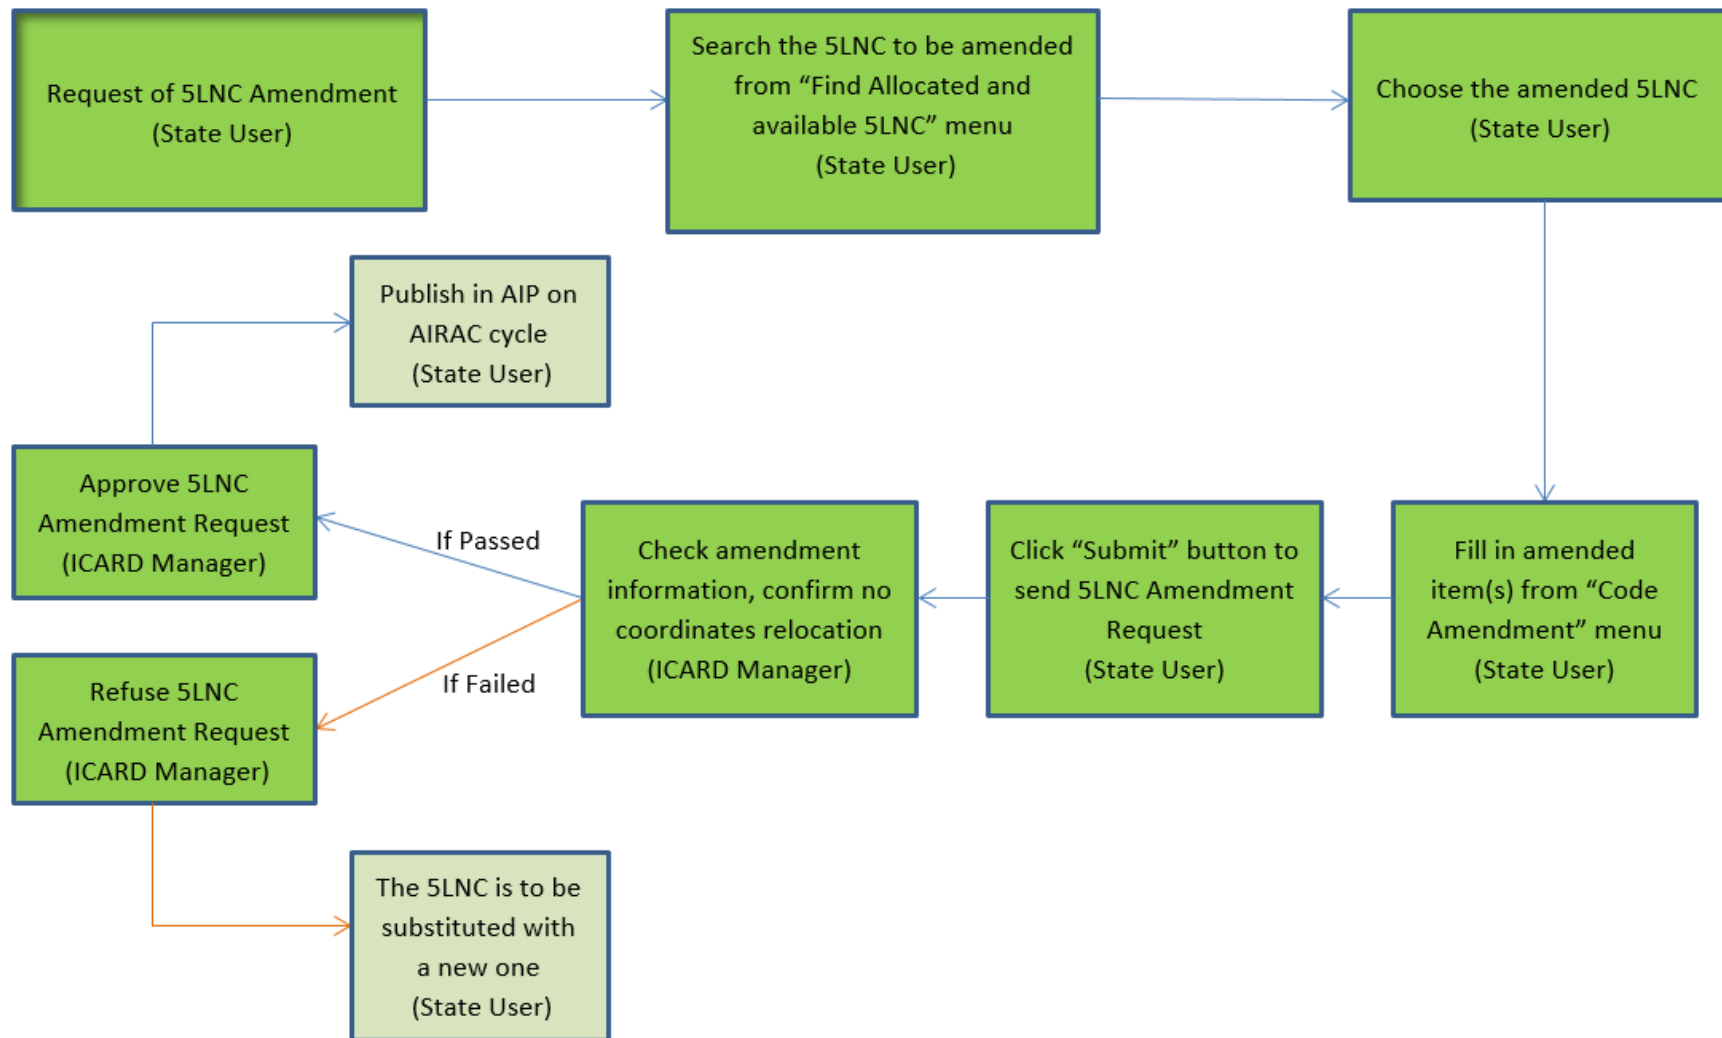 Request of 5LNC Amendment
(State User)
Search the 5LNC to be amended
from “Find Allocated and
available 5LNC” menu
(State User)
Choose the amended 5LNC
(State User)
Fill in amended
item(s) from “Code
Amendment” menu
(State User)
Click “Submit” button to
send 5LNC Amendment
Request
(State User)
Check amendment
information, confirm no
coordinates relocation
(ICARD Manager)
If Passed
Approve 5LNC
Amendment Request
(ICARD Manager)
Publish in AIP on
AIRAC cycle
(State User)
If Failed
Refuse 5LNC
Amendment Request
(ICARD Manager)
The 5LNC is to be
substituted with
a new one
(State User)